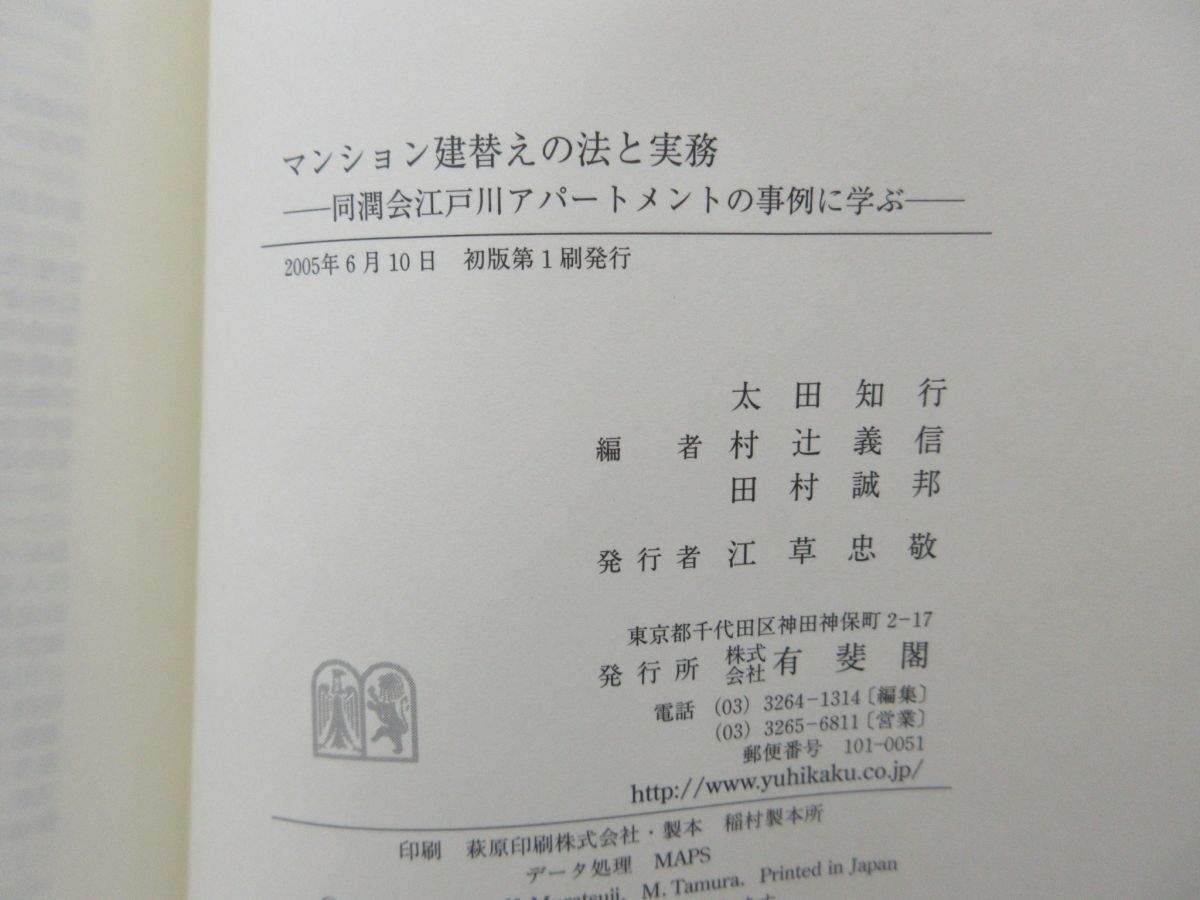 マンション建替えの法と実務
——同潤会江戸川アパートメントの事例に学ぶ——
2005年6月10日　初版第1刷発行
太田知行
編者 村辻義信
田村誠邦
発行者 江草忠敬
東京都千代田区神田神保町2-17
発行所 株式会社 有斐閣
電話 (03) 3264-1314〔編集〕
(03) 3265-6811〔営業〕
郵便番号 101-0051
http://www.yuhikaku.co.jp/
印刷　萩原印刷株式会社・製本　稲村製本所
データ処理　MAPS
Muratsuji, M. Tamura. Printed in Japan